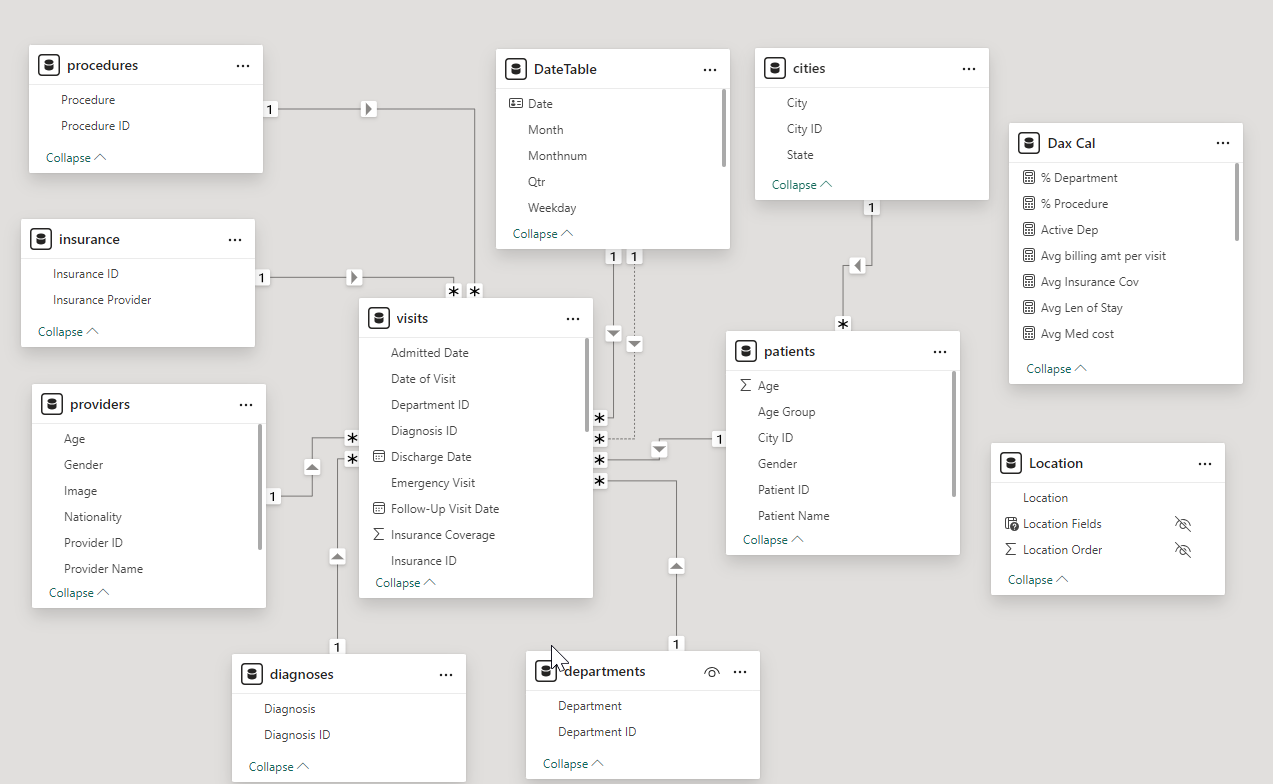 procedures
Procedure
Procedure ID
Collapse
1
insurance
Insurance ID
Insurance Provider
Collapse
1
providers
Age
Gender
Image
Nationality
Provider ID
Provider Name
Collapse
1
diagnoses
Diagnosis
Diagnosis ID
Collapse
1
DateTable
Date
Month
Monthnum
Qtr
Weekday
Collapse
1 1
* *
visits
Admitted Date
Date of Visit
Department ID
Diagnosis ID
Discharge Date
Emergency Visit
Follow-Up Visit Date
Insurance Coverage
Insurance ID
Collapse
* *
* * * *
departments
Department
Department ID
Collapse
1
cities
City
City ID
State
Collapse
1
*
patients
Age
Age Group
City ID
Gender
Patient ID
Patient Name
Collapse
1
Dax Cal
% Department
% Procedure
Active Dep
Avg billing amt per visit
Avg Insurance Cov
Avg Len of Stay
Avg Med cost
Collapse
Location
Location
Location Fields
Location Order
Collapse